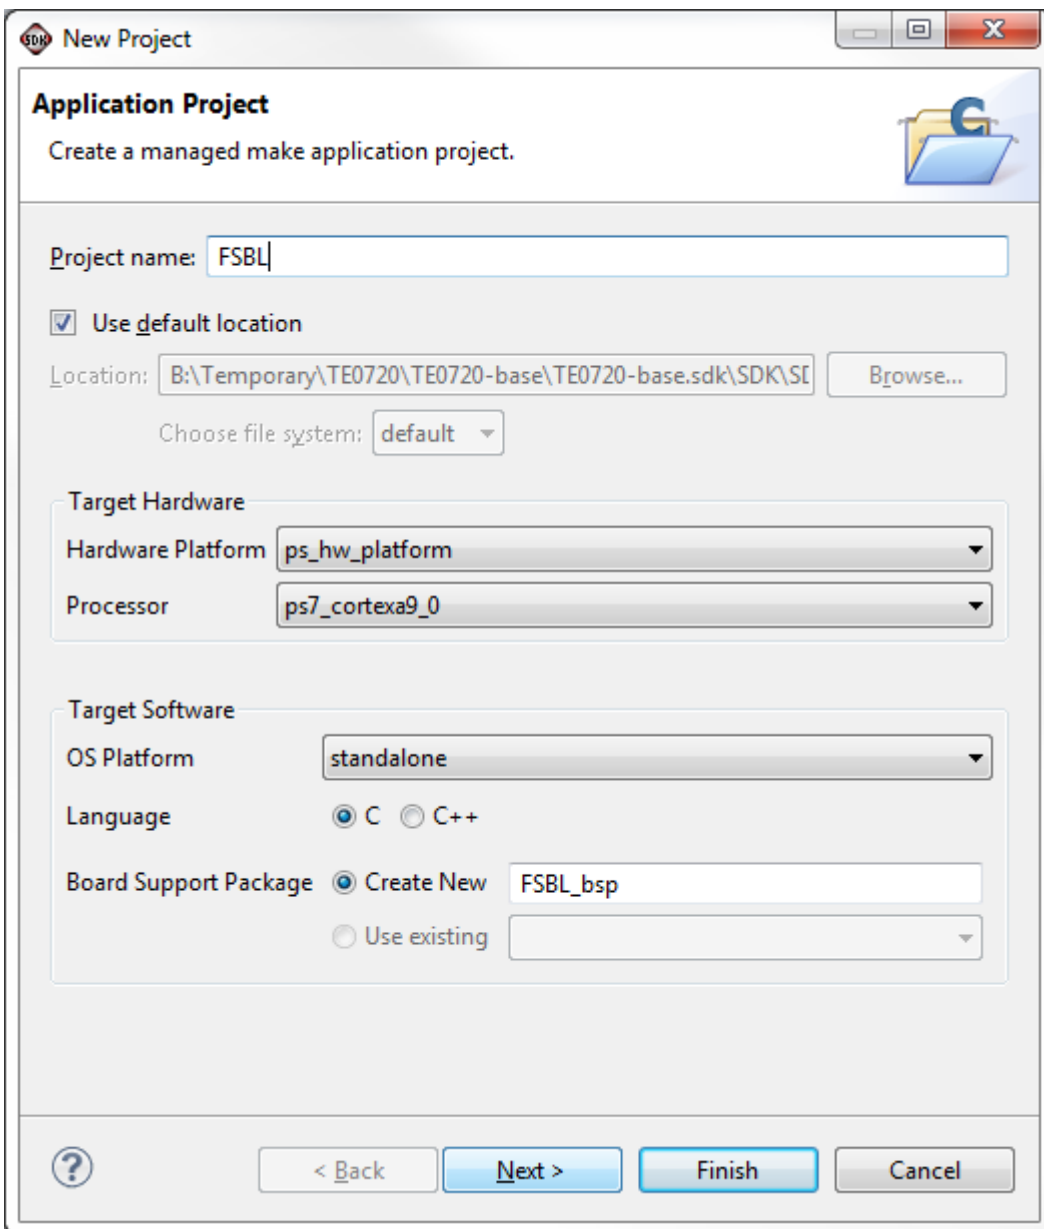 SDK New Project
Application Project
Create a managed make application project.
C
Project name: FSBL
Use default location
Location: B:\Temporary\TE0720\TE0720-base\TE0720-base.sdk\SDK\SD Browse...
Choose file system: default
Target Hardware
Hardware Platform ps_hw_platform
Processor ps7_cortexa9_0
Target Software
OS Platform standalone
Language C C++
Board Support Package Create New FSBL_bsp
Use existing
? < Back Next > Finish Cancel